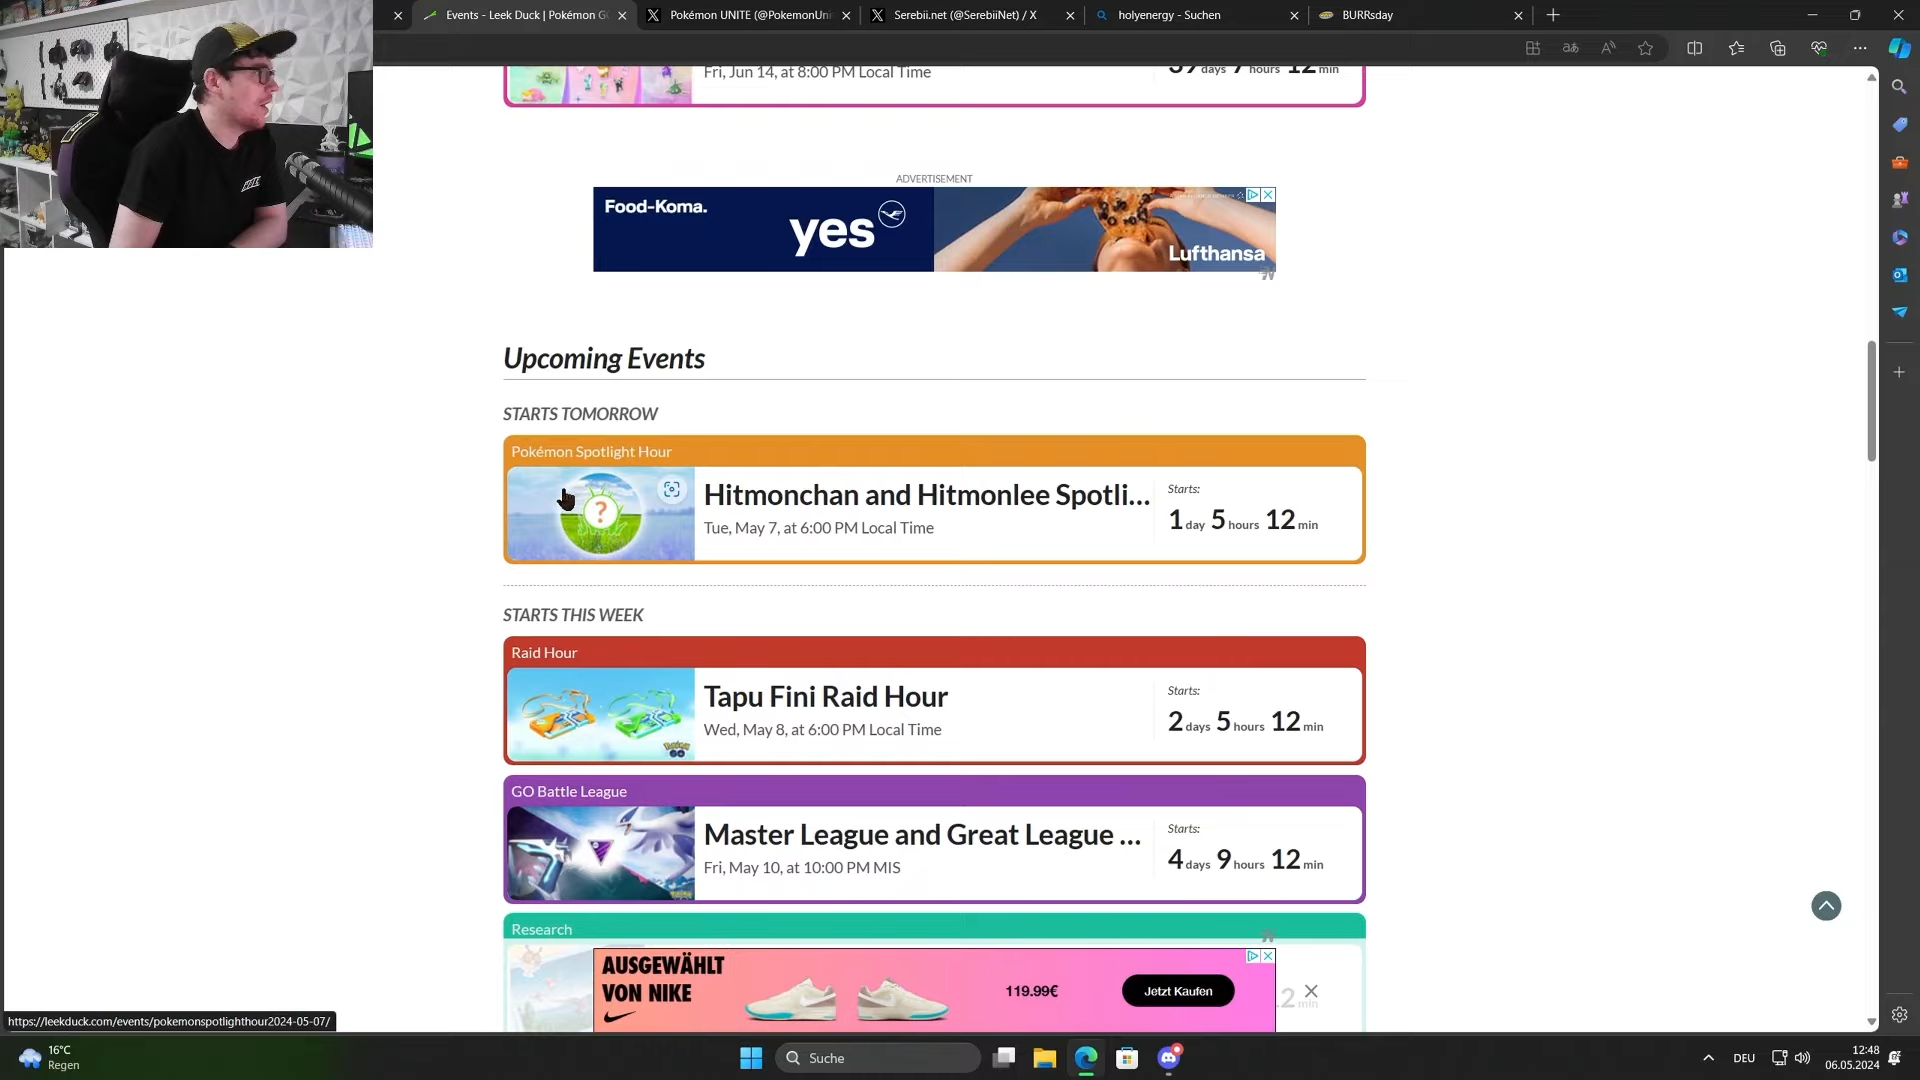 Events - Leek Duck | Pokémon G
Pokémon UNITE (@PokemonUni
Serebii.net (@SerebiiNet) / X
holyenergy - Suchen
BURRsday
Fri, Jun 14, at 8:00 PM Local Time
39 days 7 hours 12 min
ADVERTISEMENT
Food-Koma.
yes
Lufthansa
Upcoming Events
STARTS TOMORROW
Pokémon Spotlight Hour
?
Hitmonchan and Hitmonlee Spotli...
Tue, May 7, at 6:00 PM Local Time
Starts:
1 day 5 hours 12 min
STARTS THIS WEEK
Raid Hour
Tapu Fini Raid Hour
Wed, May 8, at 6:00 PM Local Time
Starts:
2 days 5 hours 12 min
GO Battle League
Master League and Great League ...
Fri, May 10, at 10:00 PM MIS
Starts:
4 days 9 hours 12 min
Research
AUSGEWÄHLT
VON NIKE
119.99€
Jetzt Kaufen
2 min
https://leekduck.com/events/pokemonspotlighthour2024-05-07/
16°C
Regen
Suche
DEU
12:48
06.05.2024